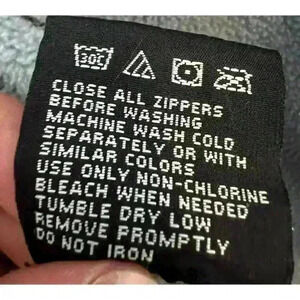 30C
CLOSE ALL ZIPPERS
BEFORE WASHING
MACHINE WASH COLD
SEPARATELY OR WITH
SIMILAR COLORS
USE ONLY NON-CHLORINE
BLEACH WHEN NEEDED
TUMBLE DRY LOW
REMOVE PROMPTLY
DO NOT IRON